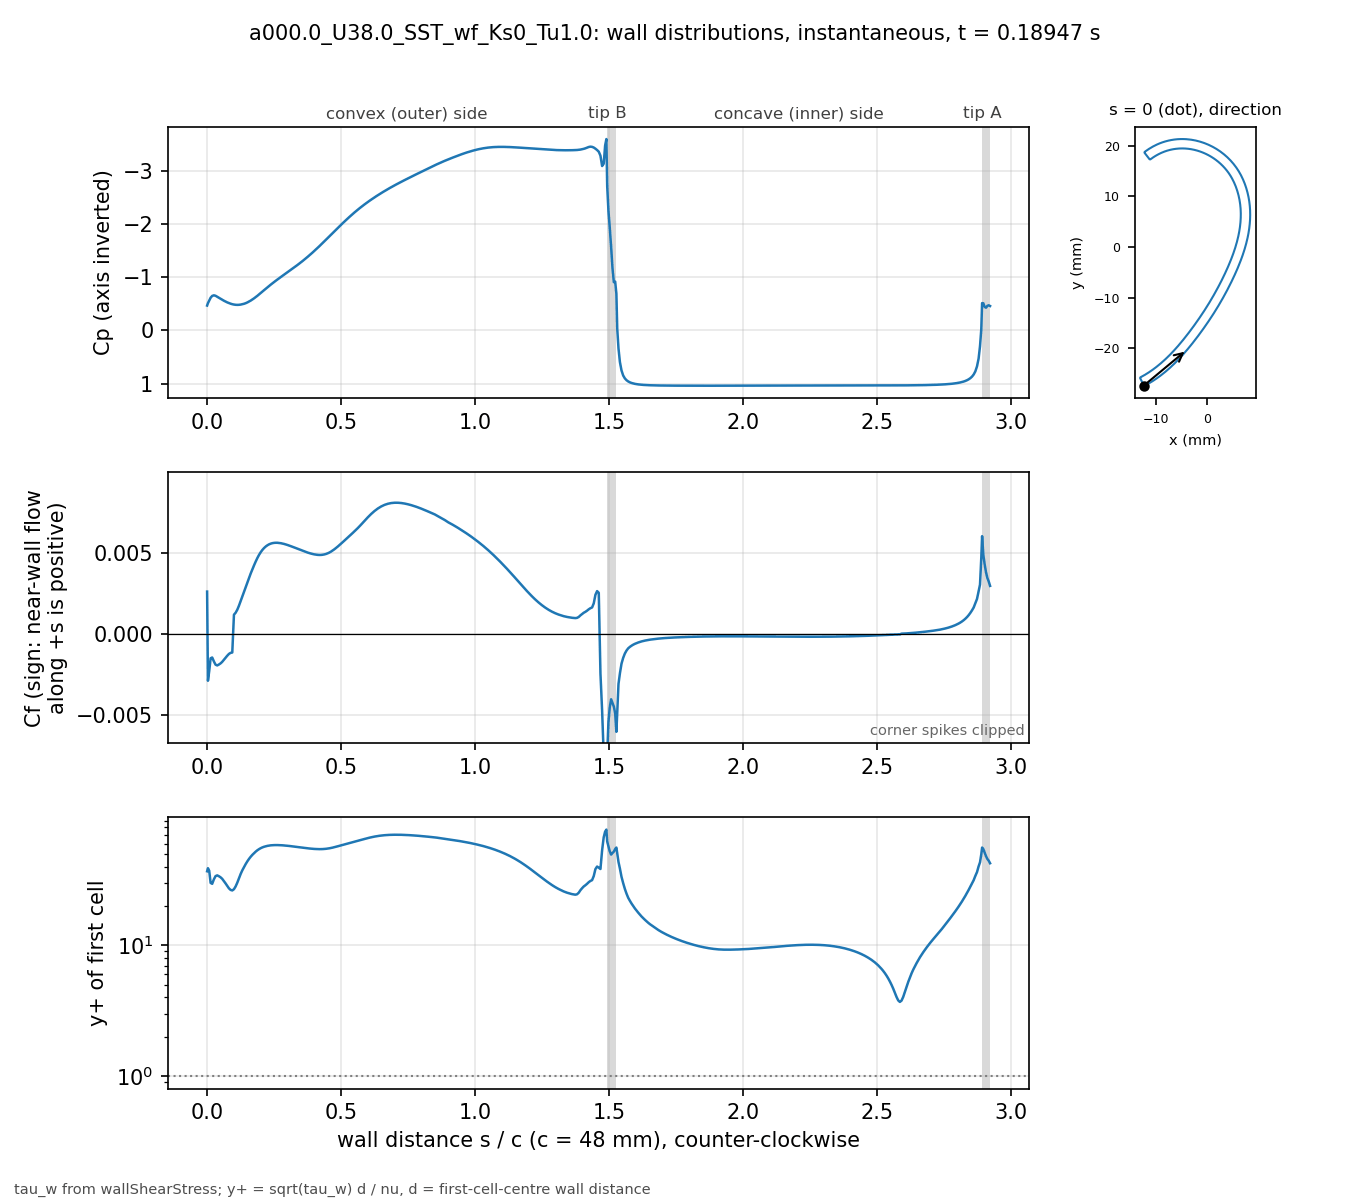 a000.0_U38.0_SST_wf_Ks0_Tu1.0: wall distributions, instantaneous, t = 0.18947 s
convex (outer) side
tip B
concave (inner) side
tip A
Cp (axis inverted)
−3
−2
−1
0
1
0.0
0.5
1.0
1.5
2.0
2.5
3.0
s = 0 (dot), direction
y (mm)
20
10
0
−10
−20
−10
0
x (mm)
Cf (sign: near-wall flow
along +s is positive)
0.005
0.000
−0.005
corner spikes clipped
0.0
0.5
1.0
1.5
2.0
2.5
3.0
y+ of first cell
10¹
10⁰
0.0
0.5
1.0
1.5
2.0
2.5
3.0
wall distance s / c (c = 48 mm), counter-clockwise
tau_w from wallShearStress; y+ = sqrt(tau_w) d / nu, d = first-cell-centre wall distance